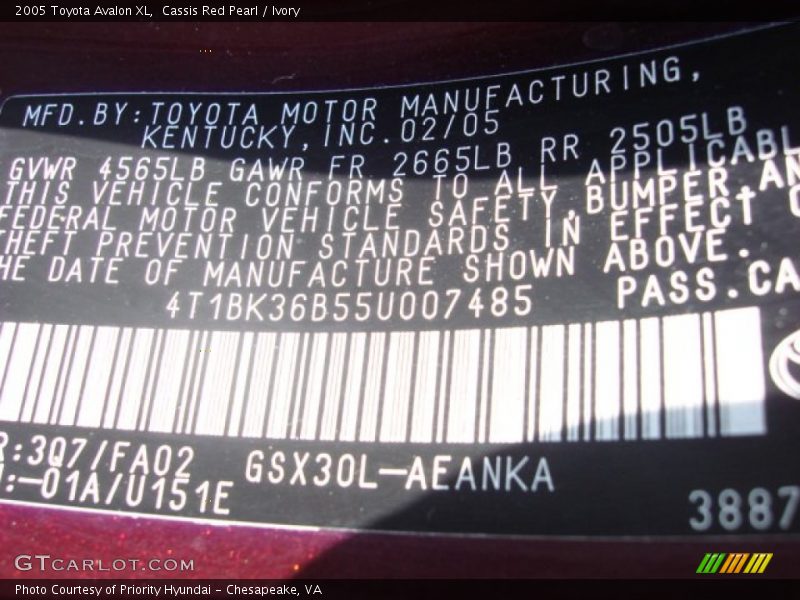 2005 Toyota Avalon XL, Cassis Red Pearl / Ivory
MFD.BY:TOYOTA MOTOR MANUFACTURING,
KENTUCKY,INC.02/05
GVWR 4565LB GAWR FR 2665LB RR 2505LB
THIS VEHICLE CONFORMS TO ALL APPLICABL
FEDERAL MOTOR VEHICLE SAFETY,BUMPER,AN
THEFT PREVENTION STANDARDS IN EFFECT O
HE DATE OF MANUFACTURE SHOWN ABOVE.
4T1BK36B55U007485 PASS.CA
R:3Q7/FA02 GSX30L-AEANKA
:-01A/U151E
3887
GTCARLOT.COM
Photo Courtesy of Priority Hyundai - Chesapeake, VA